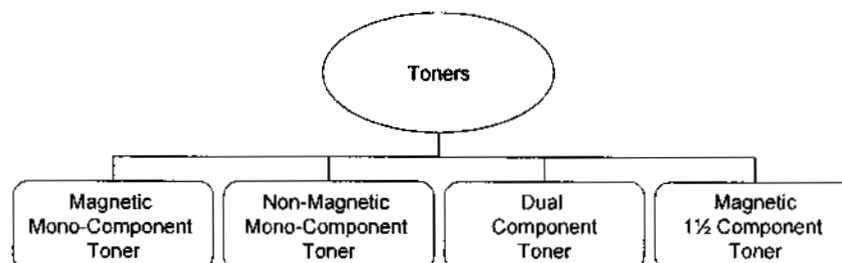 Toners
Magnetic
Mono-Component
Toner
Non-Magnetic
Mono-Component
Toner
Dual
Component
Toner
Magnetic
1½ Component
Toner